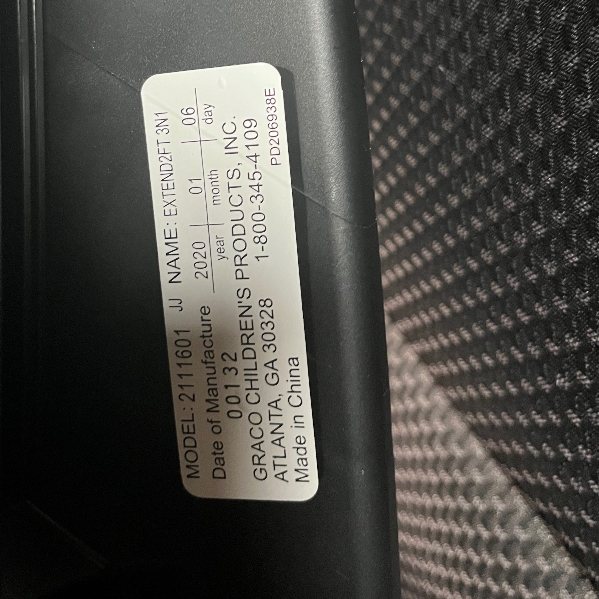 MODEL: 2111601 JJ NAME: EXTEND2FT 3N1
Date of Manufacture 2020 | 01 | 06
year month day
00132
GRACO CHILDREN'S PRODUCTS, INC.
ATLANTA, GA 30328 1-800-345-4109
Made in China PD206938E